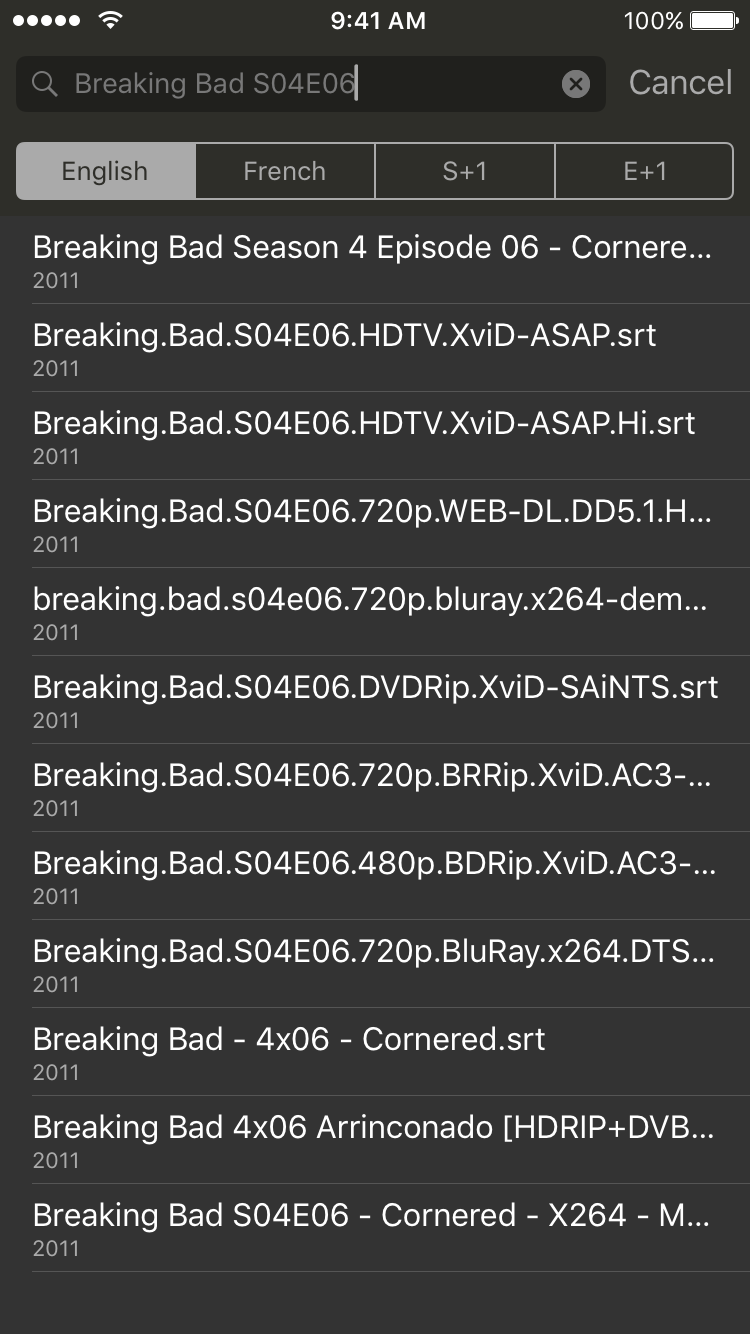 9:41 AM 100%
Breaking Bad S04E06 Cancel
English French S+1 E+1
Breaking Bad Season 4 Episode 06 - Cornere...
2011
Breaking.Bad.S04E06.HDTV.XviD-ASAP.srt
2011
Breaking.Bad.S04E06.HDTV.XviD-ASAP.Hi.srt
2011
Breaking.Bad.S04E06.720p.WEB-DL.DD5.1.H...
2011
breaking.bad.s04e06.720p.bluray.x264-dem...
2011
Breaking.Bad.S04E06.DVDRip.XviD-SAiNTS.srt
2011
Breaking.Bad.S04E06.720p.BRRip.XviD.AC3-...
2011
Breaking.Bad.S04E06.480p.BDRip.XviD.AC3-...
2011
Breaking.Bad.S04E06.720p.BluRay.x264.DTS...
2011
Breaking Bad - 4x06 - Cornered.srt
2011
Breaking Bad 4x06 Arrinconado [HDRIP+DVB...
2011
Breaking Bad S04E06 - Cornered - X264 - M...
2011